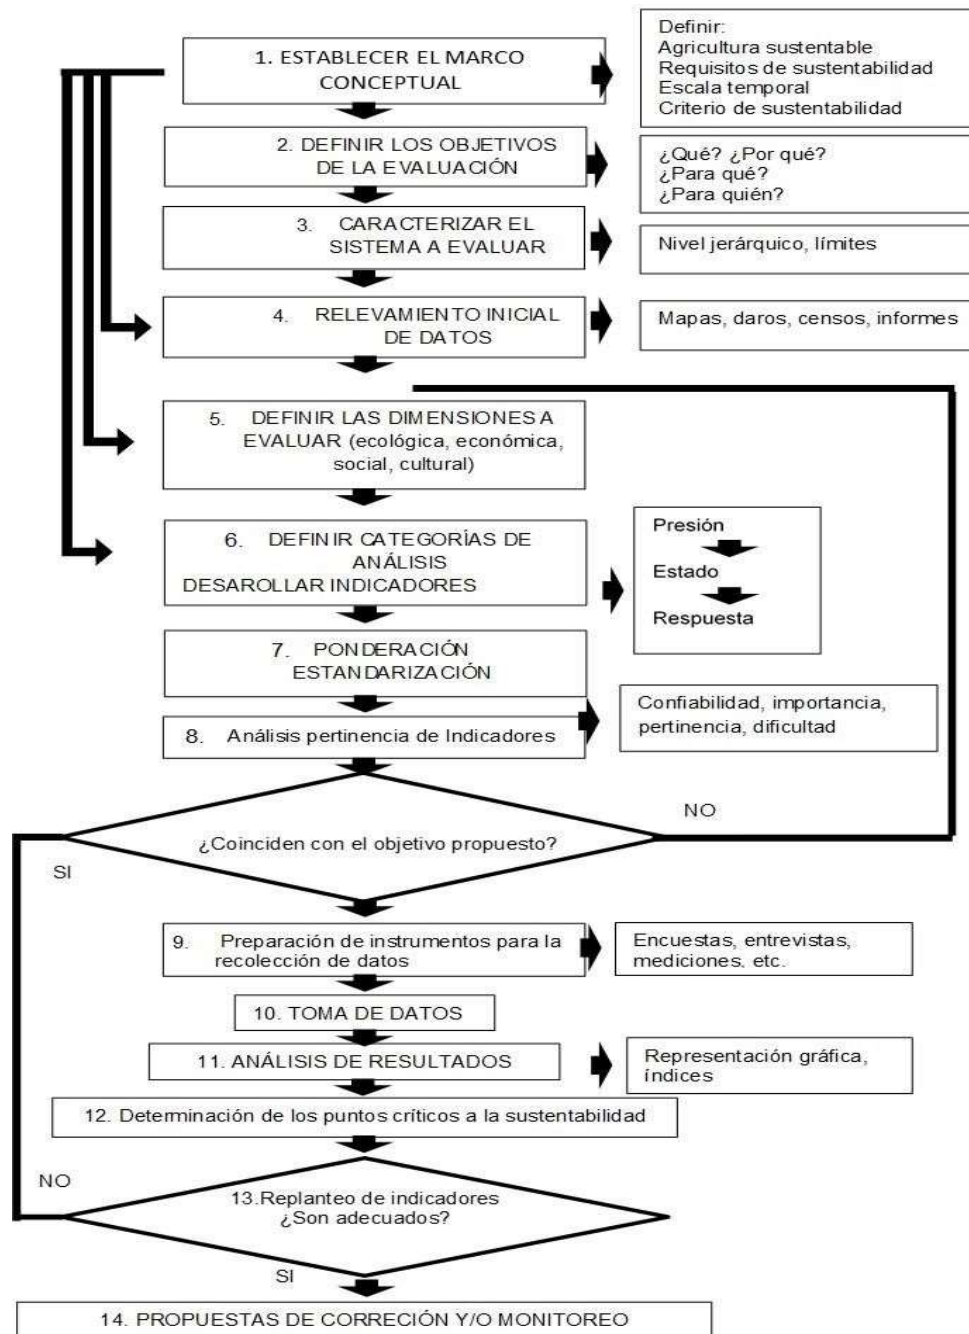 1. ESTABLECER EL MARCO
CONCEPTUAL
Definir:
Agricultura sustentable
Requisitos de sustentabilidad
Escala temporal
Criterio de sustentabilidad
2. DEFINIR LOS OBJETIVOS
DE LA EVALUACIÓN
¿Qué? ¿Por qué?
¿Para qué?
¿Para quién?
3. CARACTERIZAR EL
SISTEMA A EVALUAR
Nivel jerárquico, límites
4. RELEVAMIENTO INICIAL
DE DATOS
Mapas, daros, censos, informes
5. DEFINIR LAS DIMENSIONES A
EVALUAR (ecológica, económica,
social, cultural)
6. DEFINIR CATEGORÍAS DE
ANÁLISIS
DESAROLLAR INDICADORES
Presión
Estado
Respuesta
7. PONDERACIÓN
ESTANDARIZACIÓN
8. Análisis pertinencia de Indicadores
Confiabilidad, importancia,
pertinencia, dificultad
¿Coinciden con el objetivo propuesto?
NO
SI
9. Preparación de instrumentos para la
recolección de datos
Encuestas, entrevistas,
mediciones, etc.
10. TOMA DE DATOS
11. ANÁLISIS DE RESULTADOS
Representación gráfica,
índices
12. Determinación de los puntos críticos a la sustentabilidad
NO
13.Replanteo de indicadores
¿Son adecuados?
SI
14. PROPUESTAS DE CORRECIÓN Y/O MONITOREO